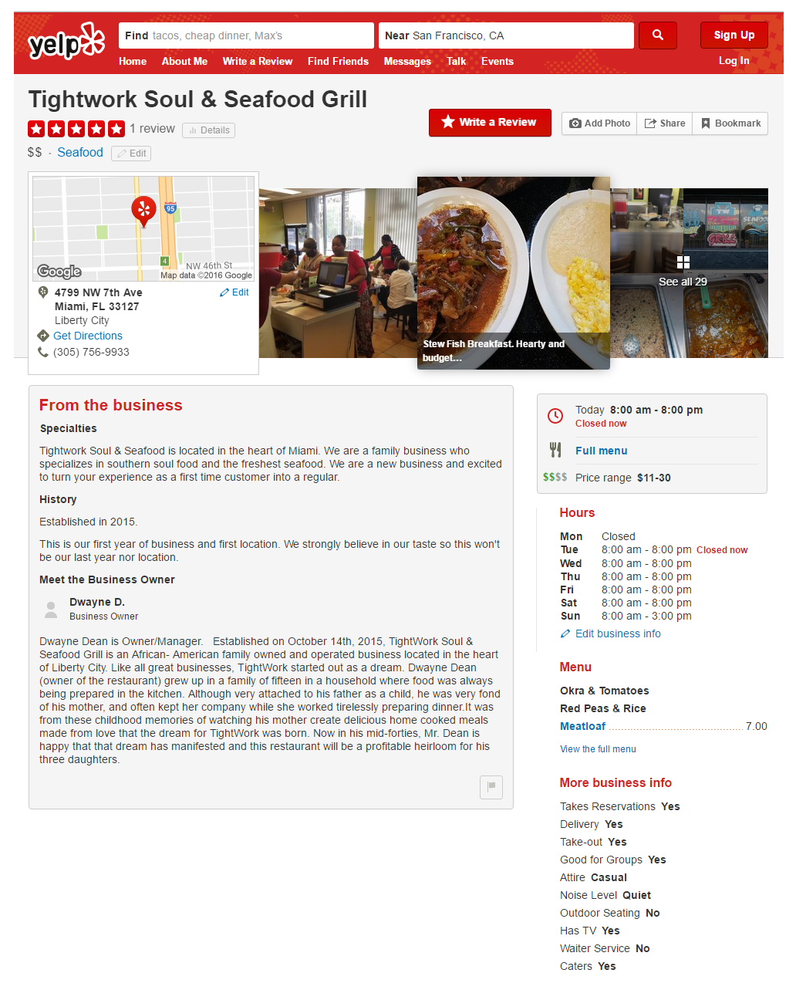 yelp
Find tacos, cheap dinner, Max's
Near San Francisco, CA
Sign Up
Home About Me Write a Review Find Friends Messages Talk Events
Log In
Tightwork Soul & Seafood Grill
1 review Details
Write a Review
Add Photo Share Bookmark
$$ · Seafood Edit
95
4
NW 46th St
Google
Map data ©2016 Google
4799 NW 7th Ave
Edit
Miami, FL 33127
Liberty City
Get Directions
(305) 756-9933
Stew Fish Breakfast. Hearty and
budget...
TW
SEAFOOD
GRILL
See all 29
From the business
Specialties
Tightwork Soul & Seafood is located in the heart of Miami. We are a family business who
specializes in southern soul food and the freshest seafood. We are a new business and excited
to turn your experience as a first time customer into a regular.
History
Established in 2015.
This is our first year of business and first location. We strongly believe in our taste so this won't
be our last year nor location.
Meet the Business Owner
Dwayne D.
Business Owner
Dwayne Dean is Owner/Manager. Established on October 14th, 2015, TightWork Soul &
Seafood Grill is an African- American family owned and operated business located in the heart
of Liberty City. Like all great businesses, TightWork started out as a dream. Dwayne Dean
(owner of the restaurant) grew up in a family of fifteen in a household where food was always
being prepared in the kitchen. Although very attached to his father as a child, he was very fond
of his mother, and often kept her company while she worked tirelessly preparing dinner.It was
from these childhood memories of watching his mother create delicious home cooked meals
made from love that the dream for TightWork was born. Now in his mid-forties, Mr. Dean is
happy that that dream has manifested and this restaurant will be a profitable heirloom for his
three daughters.
Today 8:00 am - 8:00 pm
Closed now
Full menu
$$$$ Price range $11-30
Hours
Mon Closed
Tue 8:00 am - 8:00 pm Closed now
Wed 8:00 am - 8:00 pm
Thu 8:00 am - 8:00 pm
Fri 8:00 am - 8:00 pm
Sat 8:00 am - 8:00 pm
Sun 8:00 am - 3:00 pm
Edit business info
Menu
Okra & Tomatoes
Red Peas & Rice
Meatloaf 7.00
View the full menu
More business info
Takes Reservations Yes
Delivery Yes
Take-out Yes
Good for Groups Yes
Attire Casual
Noise Level Quiet
Outdoor Seating No
Has TV Yes
Waiter Service No
Caters Yes